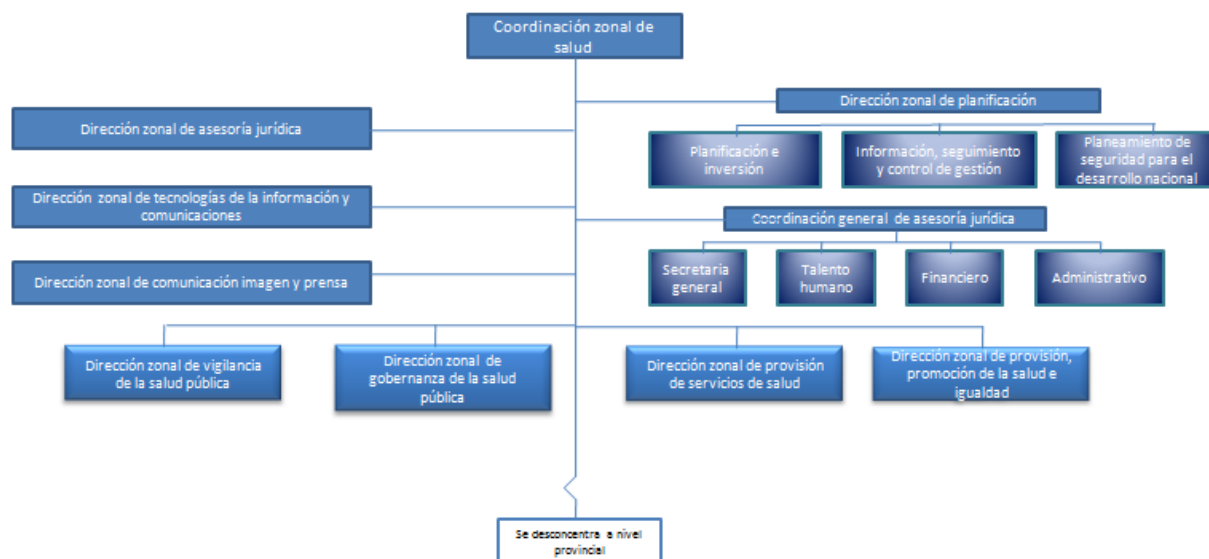 Coordinación zonal de
salud
Dirección zonal de planificación
Dirección zonal de asesoría jurídica
Planificación e
inversión
Información, seguimiento
y control de gestión
Planeamiento de
seguridad para el
desarrollo nacional
Dirección zonal de tecnologías de la información y
comunicaciones
Coordinación general de asesoría jurídica
Dirección zonal de comunicación imagen y prensa
Secretaría
general
Talento
humano
Financiero
Administrativo
Dirección zonal de vigilancia
de la salud pública
Dirección zonal de
gobernanza de la salud
pública
Dirección zonal de provisión
de servicios de salud
Dirección zonal de provisión,
promoción de la salud e
igualdad
Se desconcentra a nivel
provincial